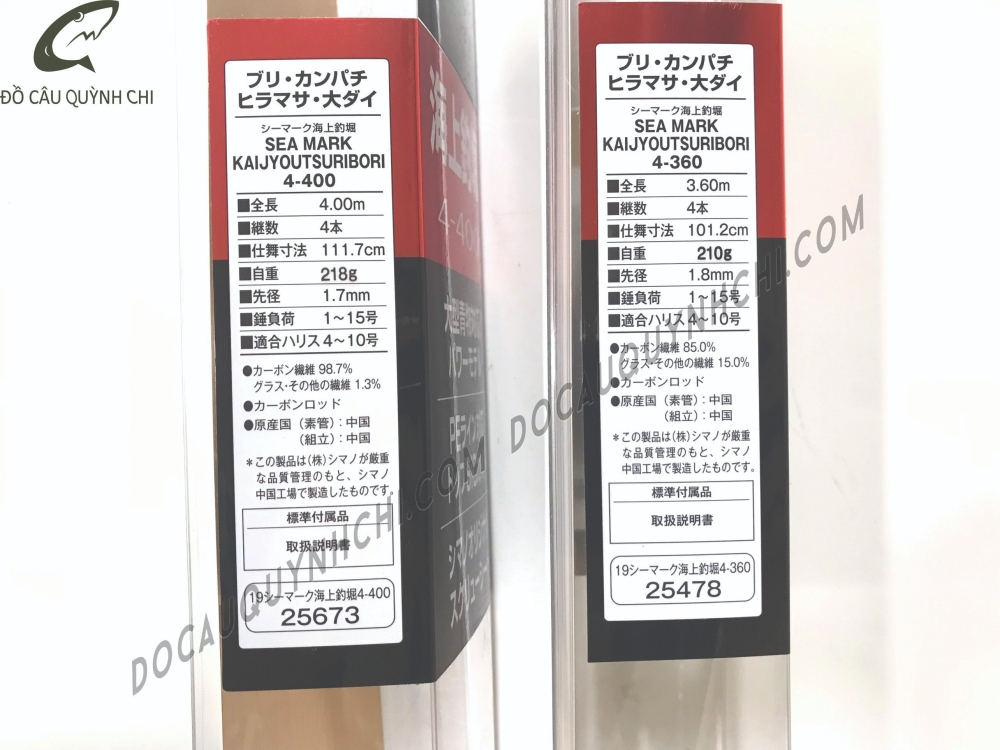 ĐỒ CÂU QUỲNH CHI
ブリ・カンパチ
ヒラマサ・大ダイ
シーマーク海上釣堀
SEA MARK
KAIJYOUTSURIBORI
4-400
■全長 4.00m
■継数 4本
■仕舞寸法 111.7cm
■自重 218g
■先径 1.7mm
■錘負荷 1〜15号
■適合ハリス 4〜10号
●カーボン繊維 98.7%
グラス・その他の繊維 1.3%
●カーボンロッド
●原産国(素管):中国
(組立):中国
*この製品は(株)シマノが厳重
な品質管理のもと、シマノ
中国工場で製造したものです。
標準付属品
取扱説明書
19シーマーク海上釣堀4-400
25673
海上釣
4-400
ブリ・カンパチ
ヒラマサ・大ダイ
シーマーク海上釣堀
SEA MARK
KAIJYOUTSURIBORI
4-360
■全長 3.60m
■継数 4本
■仕舞寸法 101.2cm
■自重 210g
■先径 1.8mm
■錘負荷 1〜15号
■適合ハリス 4〜10号
●カーボン繊維 85.0%
グラス・その他の繊維 15.0%
●カーボンロッド
●原産国(素管):中国
(組立):中国
*この製品は(株)シマノが厳重
な品質管理のもと、シマノ
中国工場で製造したものです。
標準付属品
取扱説明書
19シーマーク海上釣堀4-360
25478
DOCAUQUYNHCHI.COM
DOCAUQUYNHCHI.COM